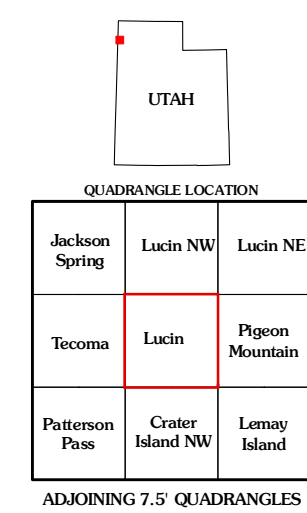 UTAH
QUADRANGLE LOCATION
Jackson
Spring
Lucin NW
Lucin NE
Tecoma
Lucin
Pigeon
Mountain
Patterson
Pass
Crater
Island NW
Lemay
Island
ADJOINING 7.5' QUADRANGLES